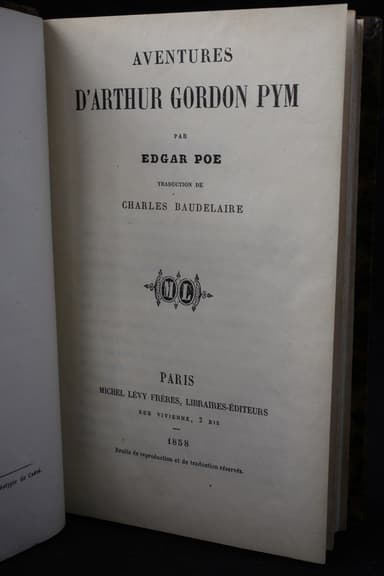 AVENTURES
D'ARTHUR GORDON PYM
PAR
EDGAR POE
TRADUCTION DE
CHARLES BAUDELAIRE
ML
PARIS
MICHEL LÉVY FRÈRES, LIBRAIRES-ÉDITEURS
RUE VIVIENNE, 2 BIS
1858
Droits de reproduction et de traduction réservés.